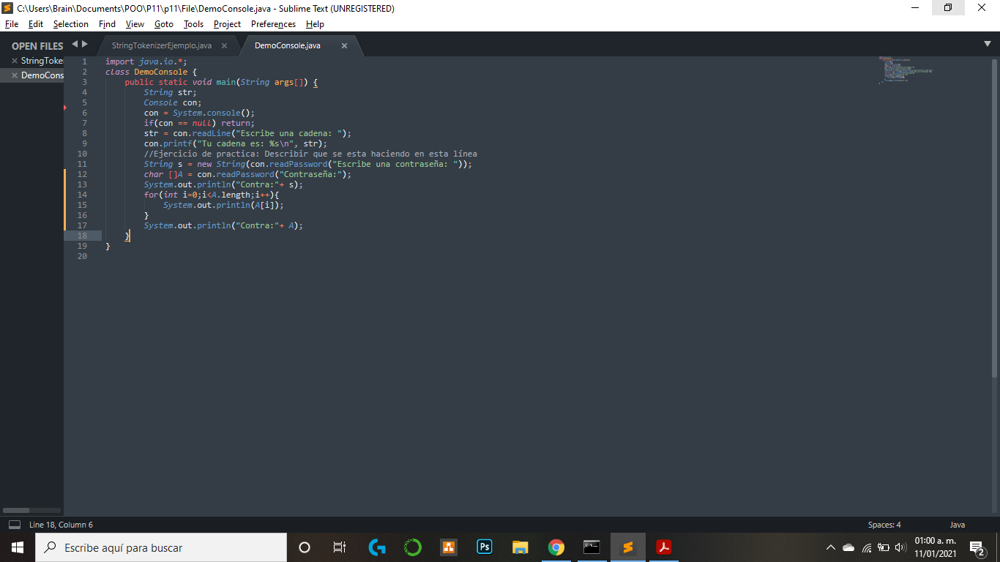 C:\Users\Brain\Documents\POO\P11\p11\File\DemoConsole.java - Sublime Text (UNREGISTERED)
File Edit Selection Find View Goto Tools Project Preferences Help
OPEN FILES
StringToke
DemoCons
StringTokenizerEjemplo.java
DemoConsole.java
1 import java.io.*;
2 class DemoConsole {
3 public static void main(String args[]) {
4 String str;
5 Console con;
6 con = System.console();
7 if(con == null) return;
8 str = con.readLine("Escribe una cadena: ");
9 con.printf("Tu cadena es: %s\n", str);
10 //Ejercicio de practica: Describir que se esta haciendo en esta línea
11 String s = new String(con.readPassword("Escribe una contraseña: "));
12 char []A = con.readPassword("Contraseña:");
13 System.out.println("Contra:"+ s);
14 for(int i=0;i<A.length;i++){
15 System.out.println(A[i]);
16 }
17 System.out.println("Contra:"+ A);
18 }
19 }
20
Line 18, Column 6
Spaces: 4
Java
Escribe aquí para buscar
Ps
01:00 a. m.
11/01/2021
2